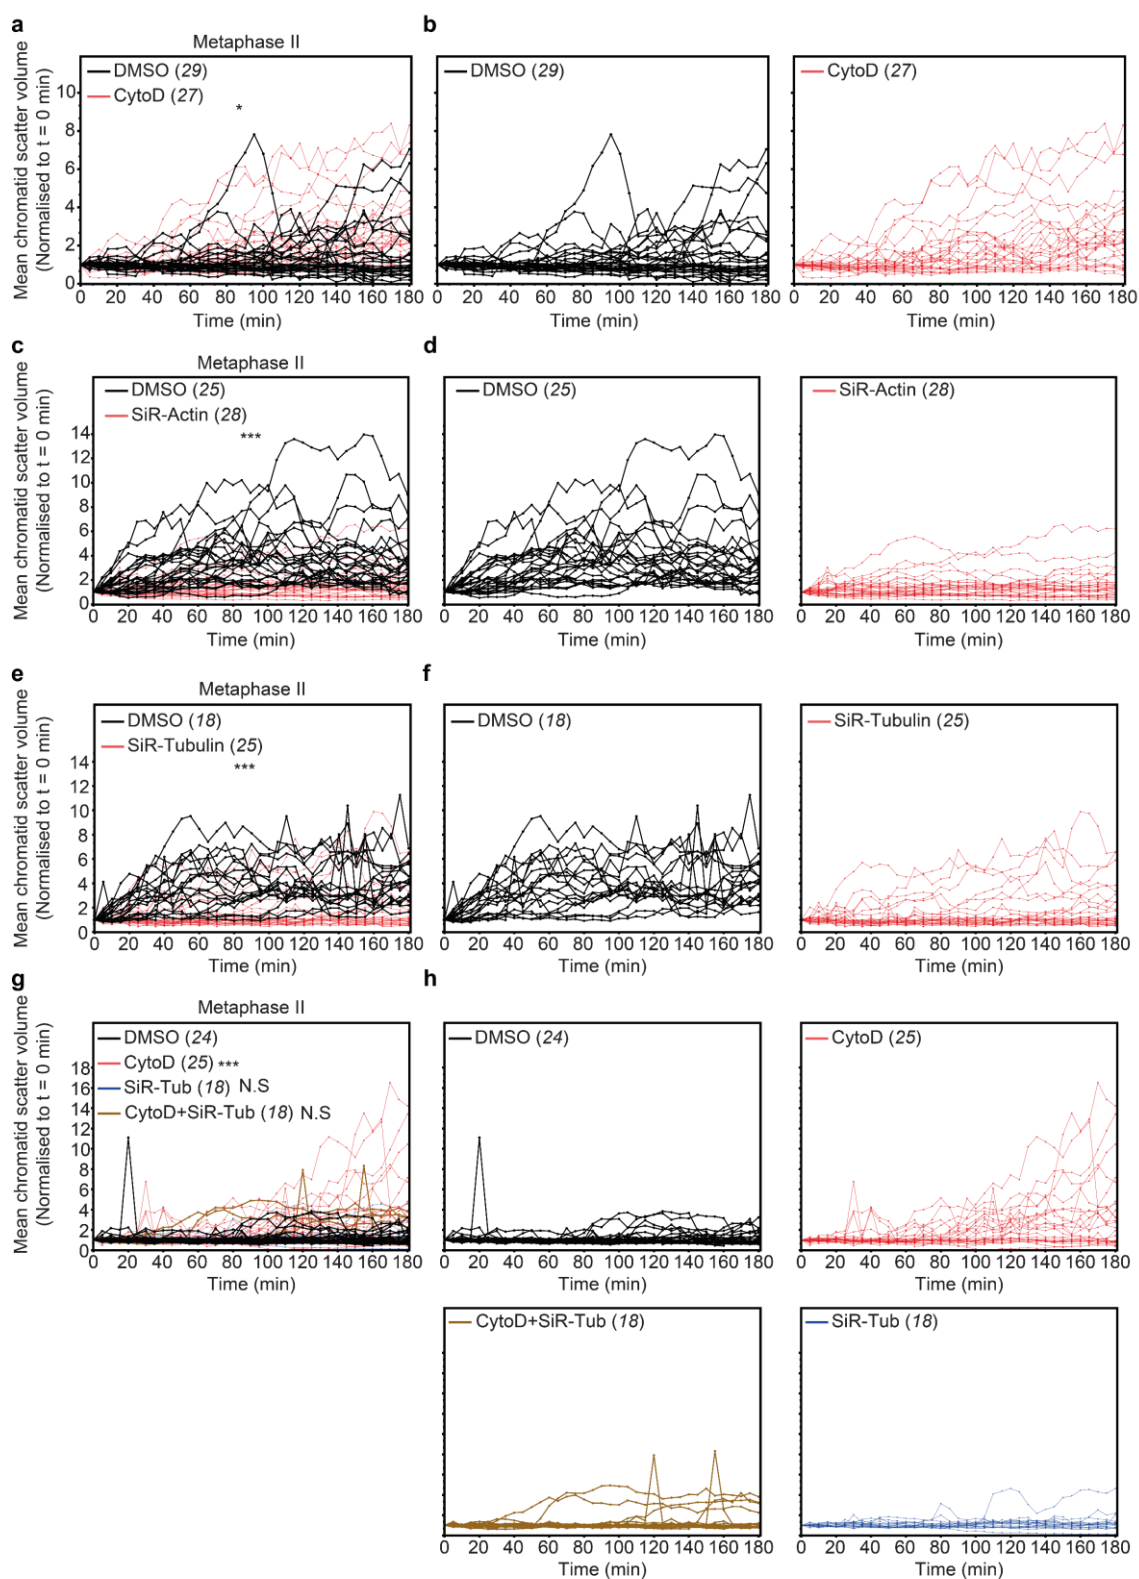 a
Metaphase II
b
Mean chromatid scatter volume
(Normalised to t = 0 min)
DMSO (29)
CytoD (27)
*
10
8
6
4
2
0
0 20 40 60 80 100 120 140 160 180
Time (min)
DMSO (29)
0 20 40 60 80 100 120 140 160 180
Time (min)
CytoD (27)
0 20 40 60 80 100 120 140 160 180
Time (min)
c
Metaphase II
d
Mean chromatid scatter volume
(Normalised to t = 0 min)
DMSO (25)
SiR-Actin (28)
***
14
12
10
8
6
4
2
0
0 20 40 60 80 100 120 140 160 180
Time (min)
DMSO (25)
0 20 40 60 80 100 120 140 160 180
Time (min)
SiR-Actin (28)
0 20 40 60 80 100 120 140 160 180
Time (min)
e
Metaphase II
f
Mean chromatid scatter volume
(Normalised to t = 0 min)
DMSO (18)
SiR-Tubulin (25)
***
14
12
10
8
6
4
2
0
0 20 40 60 80 100 120 140 160 180
Time (min)
DMSO (18)
0 20 40 60 80 100 120 140 160 180
Time (min)
SiR-Tubulin (25)
0 20 40 60 80 100 120 140 160 180
Time (min)
g
Metaphase II
h
Mean chromatid scatter volume
(Normalised to t = 0 min)
DMSO (24)
CytoD (25) ***
SiR-Tub (18) N.S
CytoD+SiR-Tub (18) N.S
18
16
14
12
10
8
6
4
2
0
0 20 40 60 80 100 120 140 160 180
Time (min)
DMSO (24)
0 20 40 60 80 100 120 140 160 180
Time (min)
CytoD (25)
0 20 40 60 80 100 120 140 160 180
Time (min)
CytoD+SiR-Tub (18)
0 20 40 60 80 100 120 140 160 180
Time (min)
SiR-Tub (18)
0 20 40 60 80 100 120 140 160 180
Time (min)